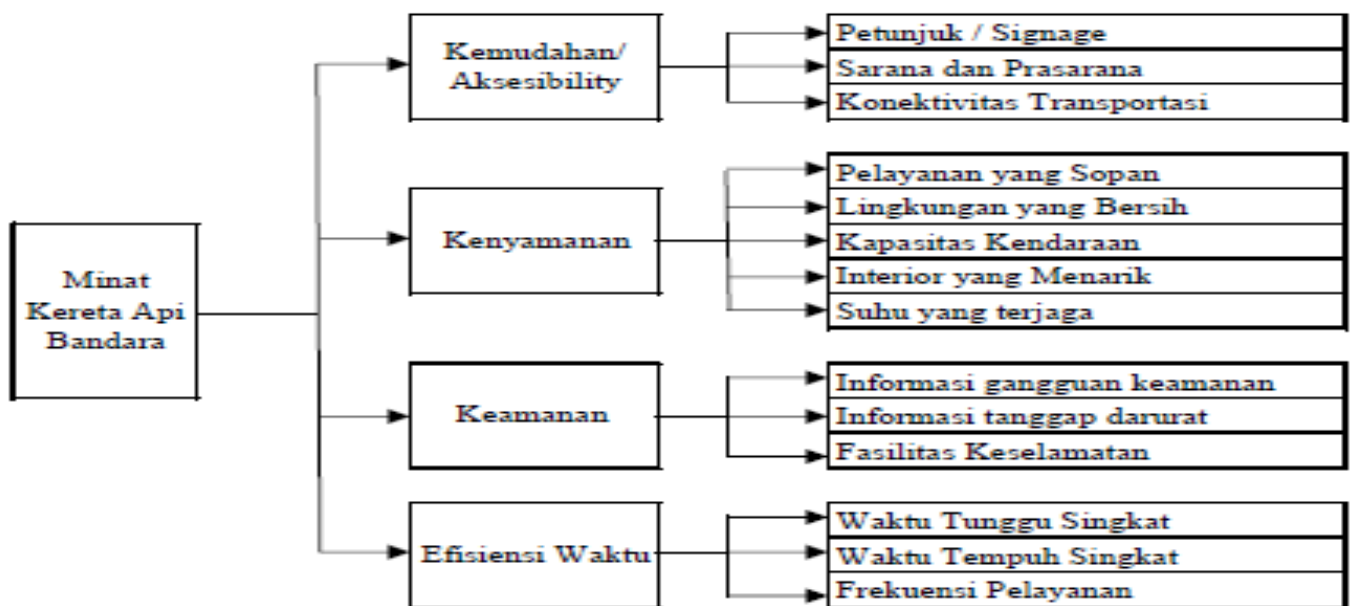 Minat
Kereta Api
Bandara
Kemudahan/
Aksesibility
Petunjuk / Signage
Sarana dan Prasarana
Konektivitas Transportasi
Kenyamanan
Pelayanan yang Sopan
Lingkungan yang Bersih
Kapasitas Kendaraan
Interior yang Menarik
Suhu yang terjaga
Keamanan
Informasi gangguan keamanan
Informasi tanggap darurat
Fasilitas Keselamatan
Efisiensi Waktu
Waktu Tunggu Singkat
Waktu Tempuh Singkat
Frekuensi Pelayanan